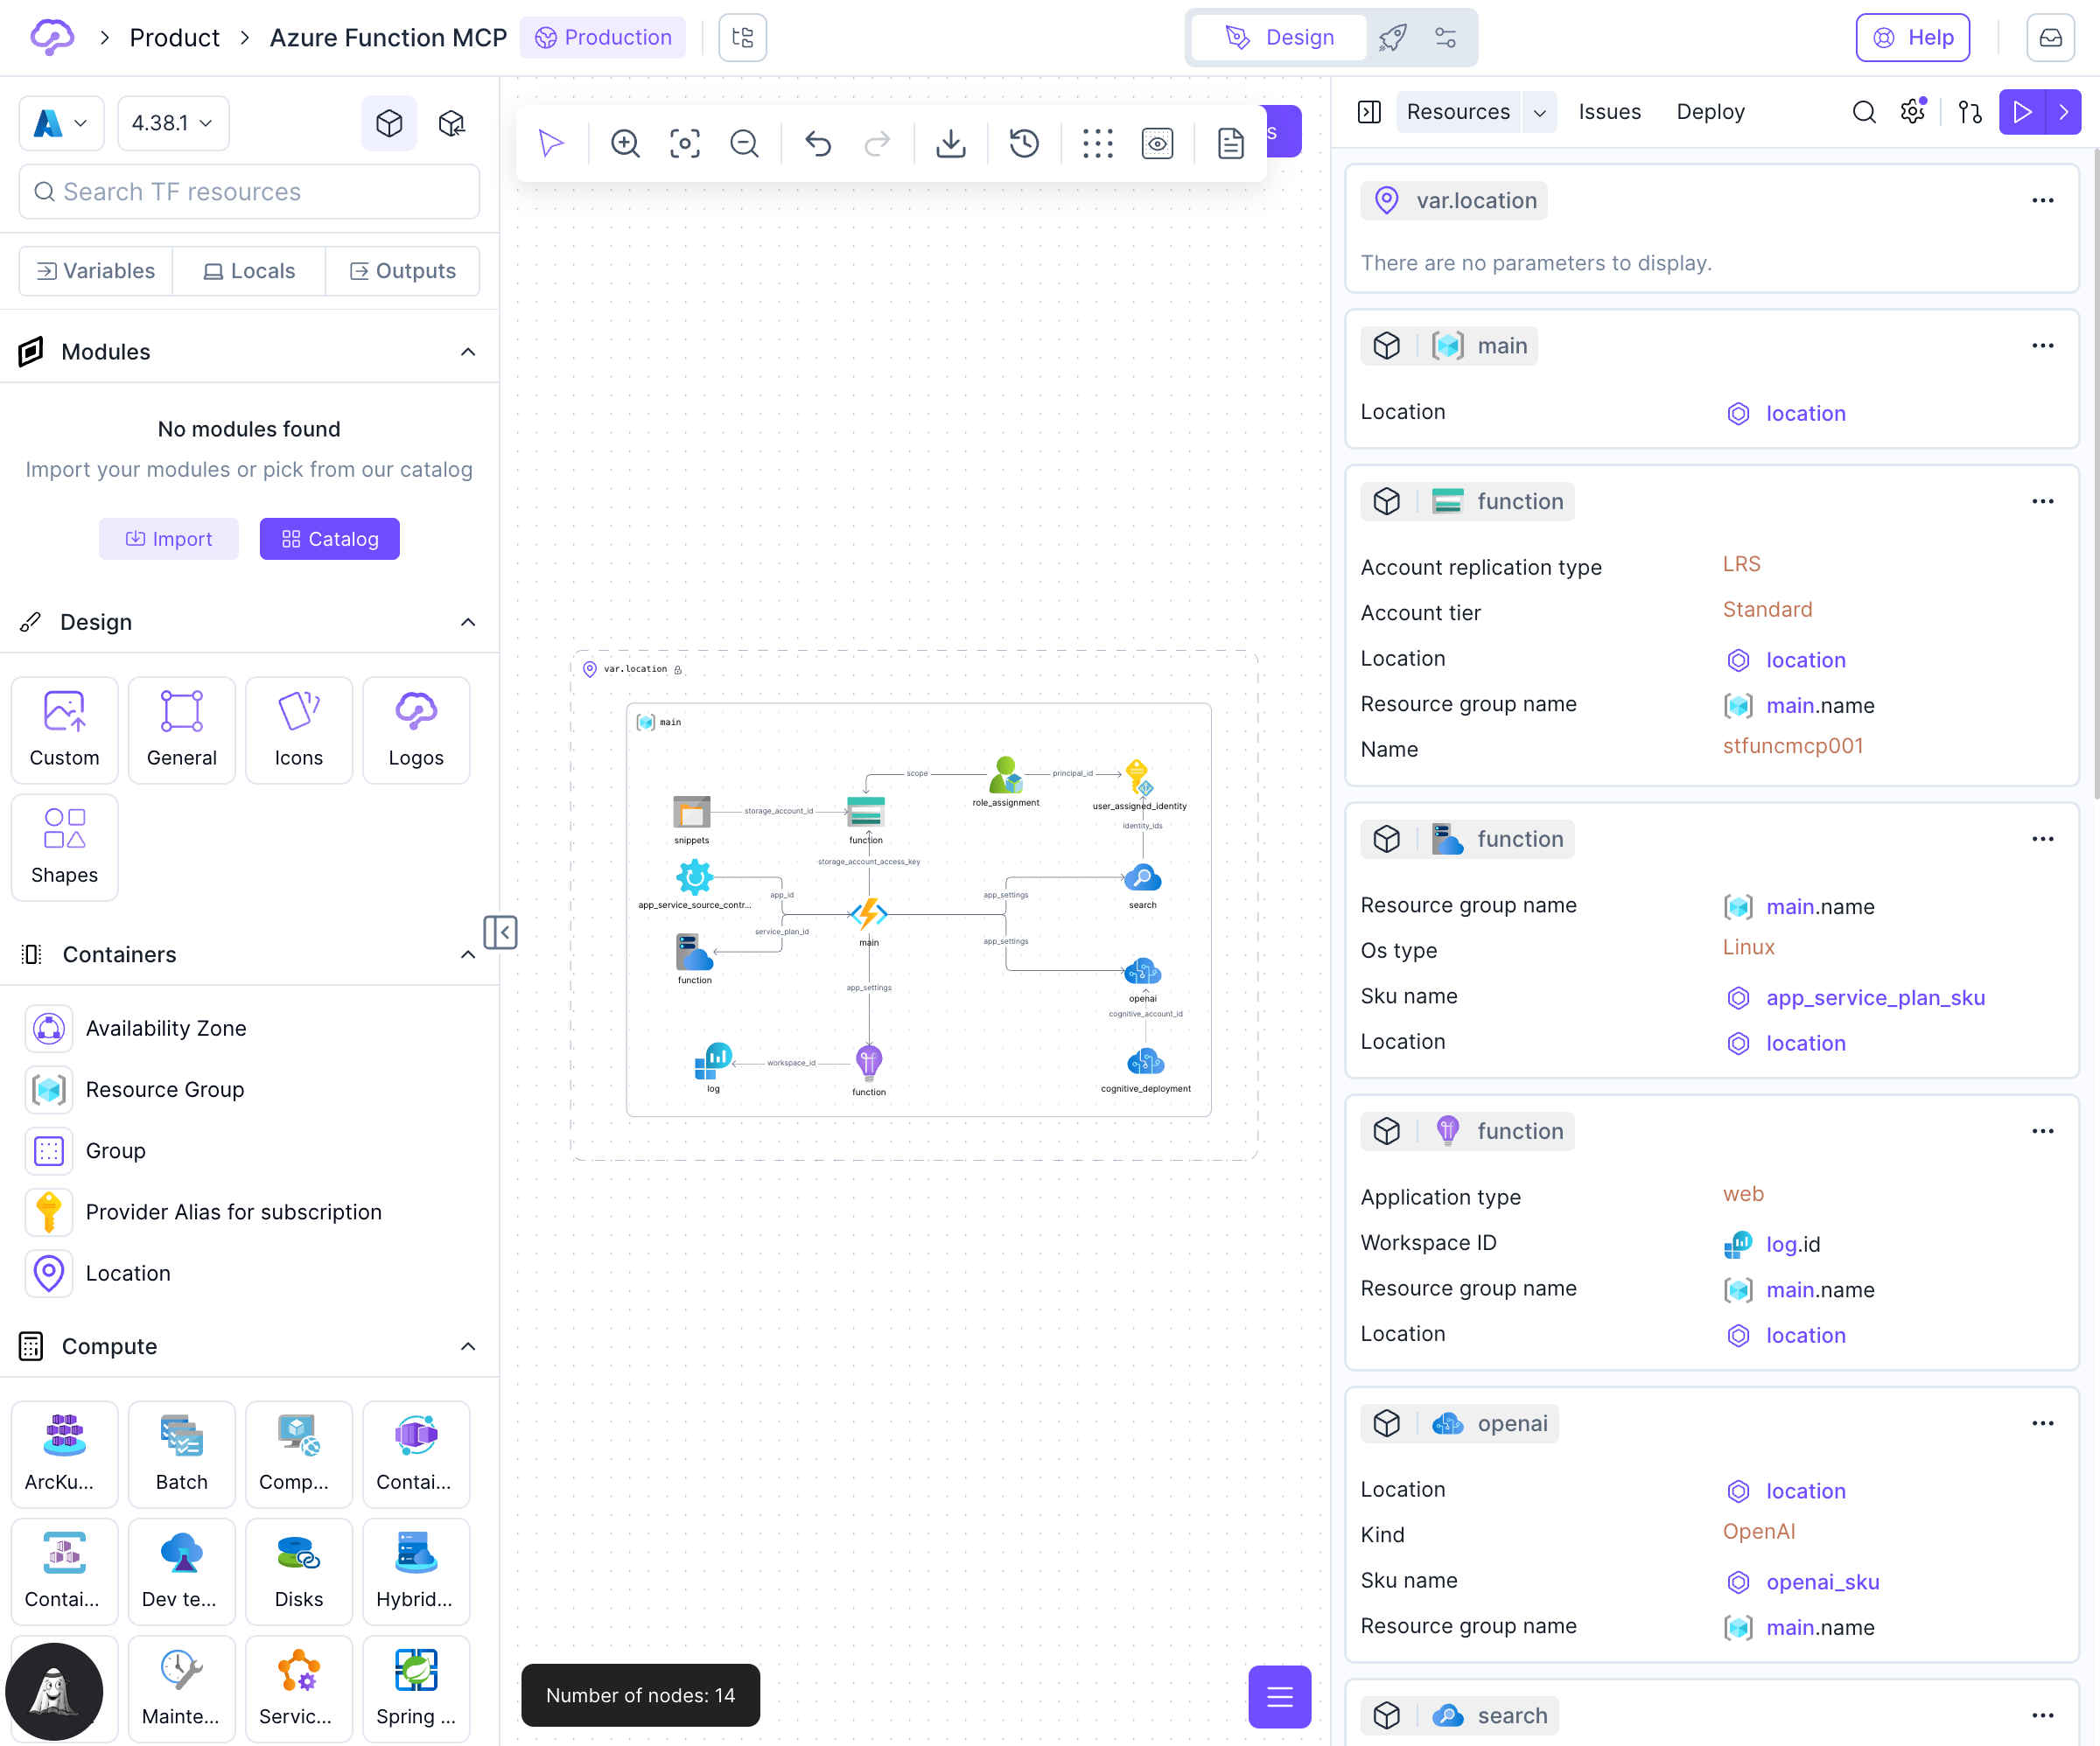 Product
Azure Function MCP
Production
Design
Help
4.38.1
Search TF resources
Variables
Locals
Outputs
Modules
No modules found
Import your modules or pick from our catalog
Import
Catalog
Design
Custom
General
Icons
Logos
Shapes
Containers
Availability Zone
Resource Group
Group
Provider Alias for subscription
Location
Compute
ArcKu...
Batch
Comp...
Contai...
Contai...
Dev te...
Disks
Hybrid...
Mainte...
Servic...
Spring ...
s
var.location
main
scope
principal_id
role_assignment
user_assigned_identity
storage_account_id
snippets
function
identity_ids
storage_account_access_key
app_id
app_settings
app_service_source_contr...
search
main
service_plan_id
app_settings
function
app_settings
openai
cognitive_account_id
workspace_id
log
function
cognitive_deployment
Number of nodes: 14
Resources
Issues
Deploy
var.location
There are no parameters to display.
main
Location
location
function
Account replication type
LRS
Account tier
Standard
Location
location
Resource group name
main.name
Name
stfuncmcp001
function
Resource group name
main.name
Os type
Linux
Sku name
app_service_plan_sku
Location
location
function
Application type
web
Workspace ID
log.id
Resource group name
main.name
Location
location
openai
Location
location
Kind
OpenAI
Sku name
openai_sku
Resource group name
main.name
search